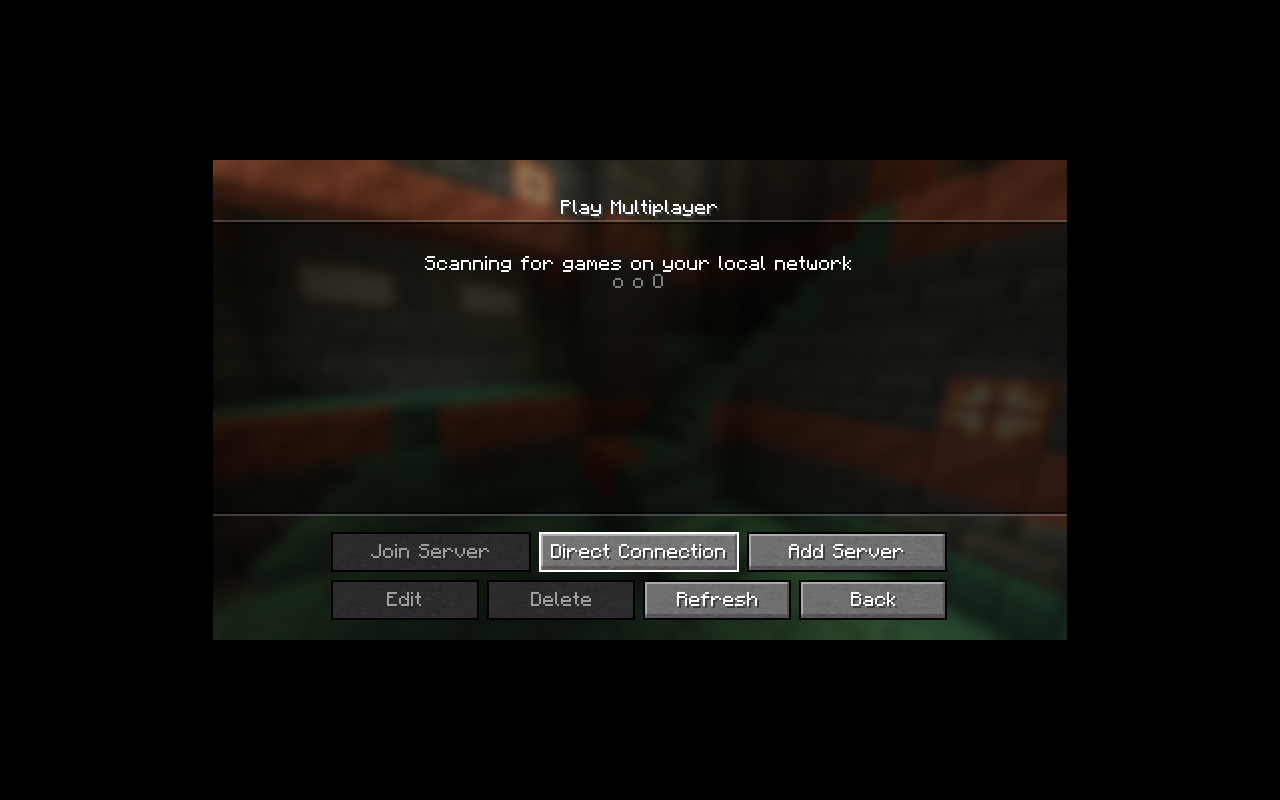 Play Multiplayer
Scanning for games on your local network
o o O
Join Server
Direct Connection
Add Server
Edit
Delete
Refresh
Back